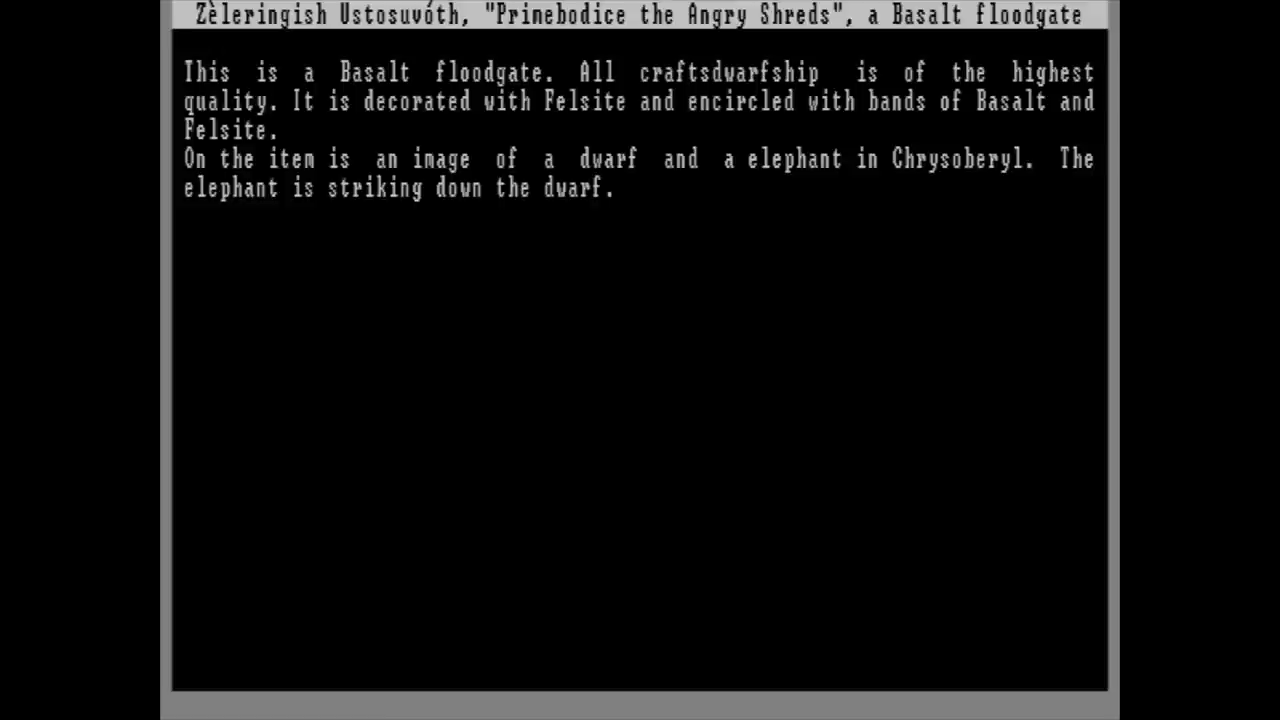 Zèleringish Ustosuvóth, "Primebodice the Angry Shreds", a Basalt floodgate
This is a Basalt floodgate. All craftsdwarfship is of the highest
quality. It is decorated with Felsite and encircled with bands of Basalt and
Felsite.
On the item is an image of a dwarf and a elephant in Chrysoberyl. The
elephant is striking down the dwarf.